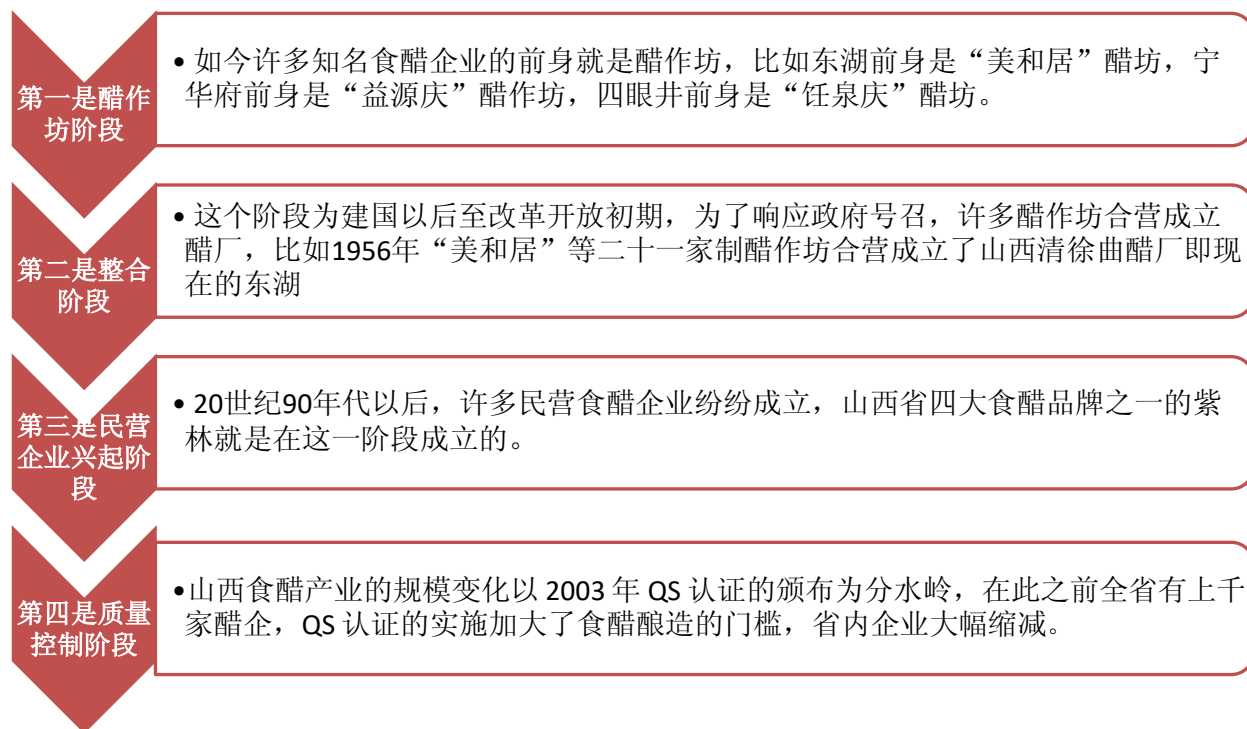 第一是醋作
坊阶段
• 如今许多知名食醋企业的前身就是醋作坊，比如东湖前身是“美和居”醋坊，宁
华府前身是“益源庆”醋作坊，四眼井前身是“饪泉庆”醋坊。
第二是整合
阶段
• 这个阶段为建国以后至改革开放初期，为了响应政府号召，许多醋作坊合营成立
醋厂，比如1956年“美和居”等二十一家制醋作坊合营成立了山西清徐曲醋厂即现
在的东湖
第三是民营
企业兴起阶
段
• 20世纪90年代以后，许多民营食醋企业纷纷成立，山西省四大食醋品牌之一的紫
林就是在这一阶段成立的。
第四是质量
控制阶段
•山西食醋产业的规模变化以 2003 年 QS 认证的颁布为分水岭，在此之前全省有上千
家醋企，QS 认证的实施加大了食醋酿造的门槛，省内企业大幅缩减。